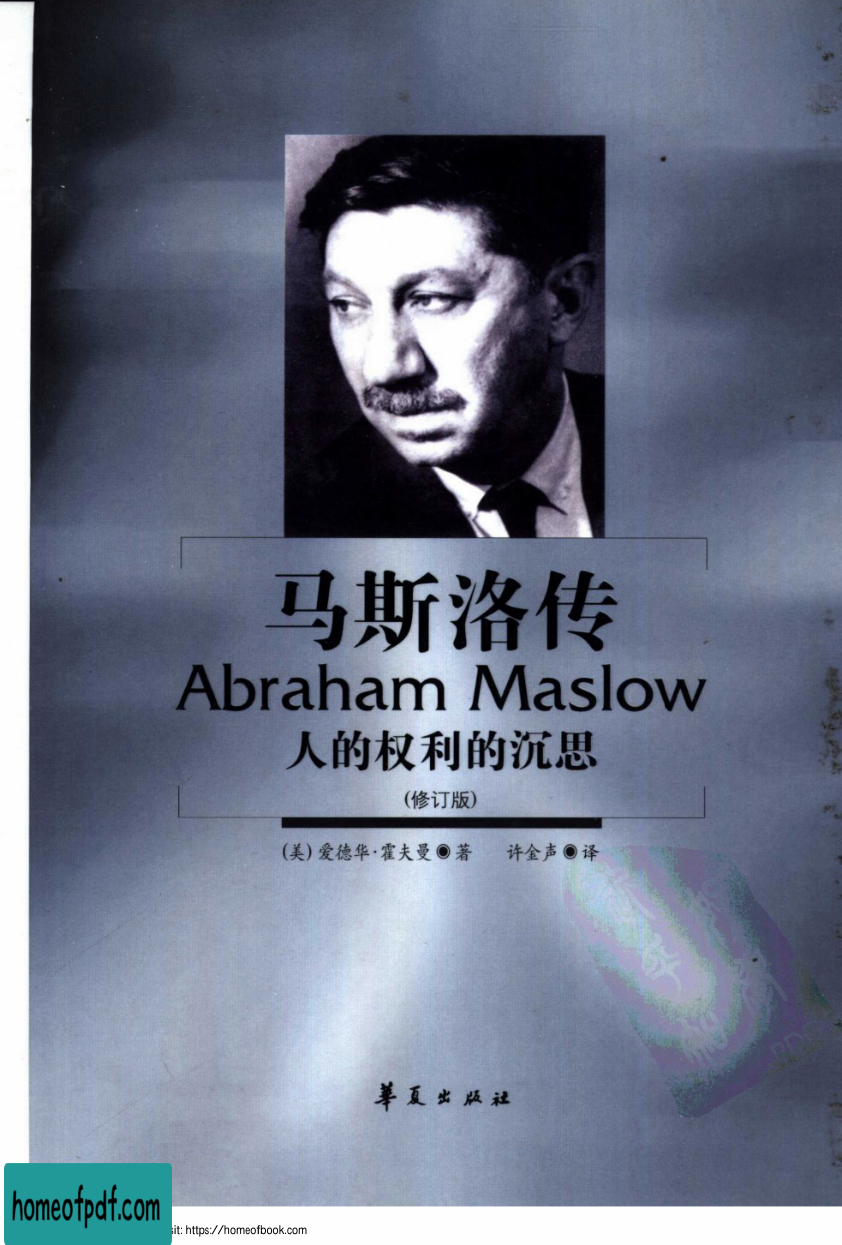 马斯洛传
Abraham Maslow
人的权利的沉思
(修订版)
(美) 爱德华·霍夫曼◉著 许金声◉译
華夏出版社
homeofpdf.com
sit: https://homeofbook.com